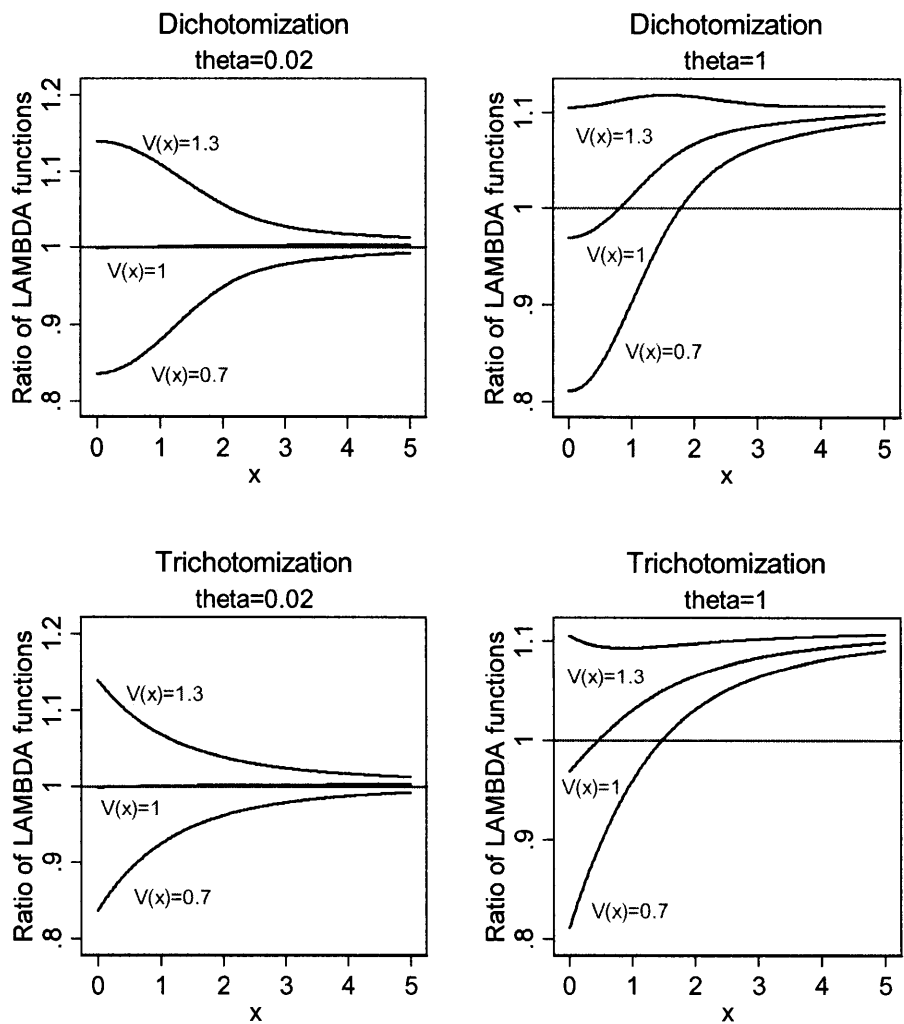 Dichotomization
theta=0.02
Ratio of LAMBDA functions
1.2
1.1
1
.9
.8
V(x)=1.3
V(x)=1
V(x)=0.7
0 1 2 3 4 5
x
Dichotomization
theta=1
Ratio of LAMBDA functions
1.1
1
.9
.8
V(x)=1.3
V(x)=1
V(x)=0.7
0 1 2 3 4 5
x
Trichotomization
theta=0.02
Ratio of LAMBDA functions
1.2
1.1
1
.9
.8
V(x)=1.3
V(x)=1
V(x)=0.7
0 1 2 3 4 5
x
Trichotomization
theta=1
Ratio of LAMBDA functions
1.1
1
.9
.8
V(x)=1.3
V(x)=1
V(x)=0.7
0 1 2 3 4 5
x